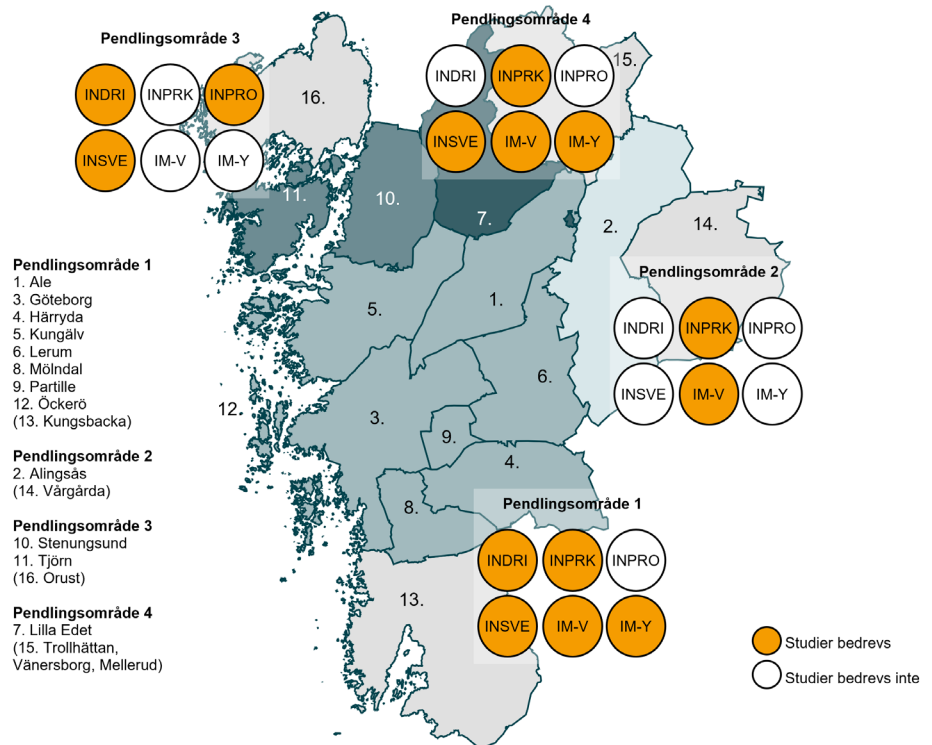 Pendlingsområde 4
Pendlingsområde 3
INDRI INPRK INPRO
INSVE IM-V IM-Y
INDRI INPRK INPRO
INSVE IM-V IM-Y
15.
16.
11.
10.
7.
2.
14.
Pendlingsområde 2
INDRI INPRK INPRO
INSVE IM-V IM-Y
1.
5.
6.
12.
3.
9.
4.
8.
Pendlingsområde 1
INDRI INPRK INPRO
INSVE IM-V IM-Y
13.
Pendlingsområde 1
1. Ale
3. Göteborg
4. Härryda
5. Kungälv
6. Lerum
8. Mölndal
9. Partille
12. Öckerö
(13. Kungsbacka)
Pendlingsområde 2
2. Alingsås
(14. Vårgårda)
Pendlingsområde 3
10. Stenungsund
11. Tjörn
(16. Orust)
Pendlingsområde 4
7. Lilla Edet
(15. Trollhättan,
Vänersborg, Mellerud)
Studier bedrevs
Studier bedrevs inte